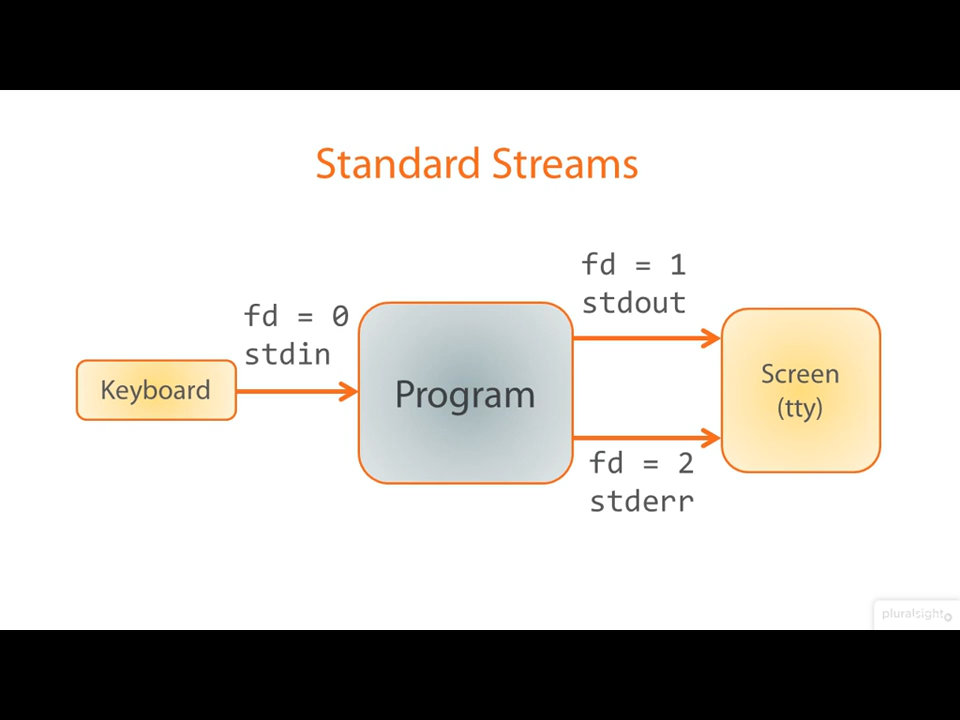 Standard Streams
fd = 1
stdout
fd = 0
stdin
Keyboard
Program
Screen
(tty)
fd = 2
stderr
pluralsight